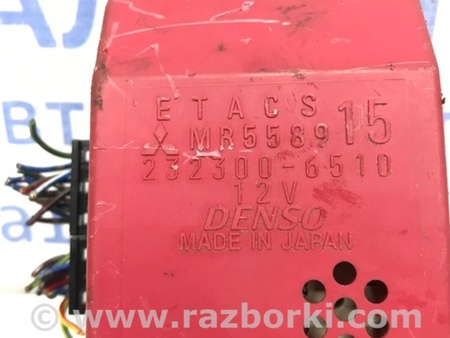 ETACS
MR558915
232300-6510
12V
DENSO
MADE IN JAPAN
www.razborki.com